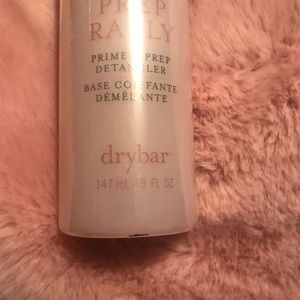 PREP
RALLY
PRIME & PREP
DETANGLER
BASE COIFFANTE
DÉMÊLANTE
drybar
147 mL / 5 FL OZ